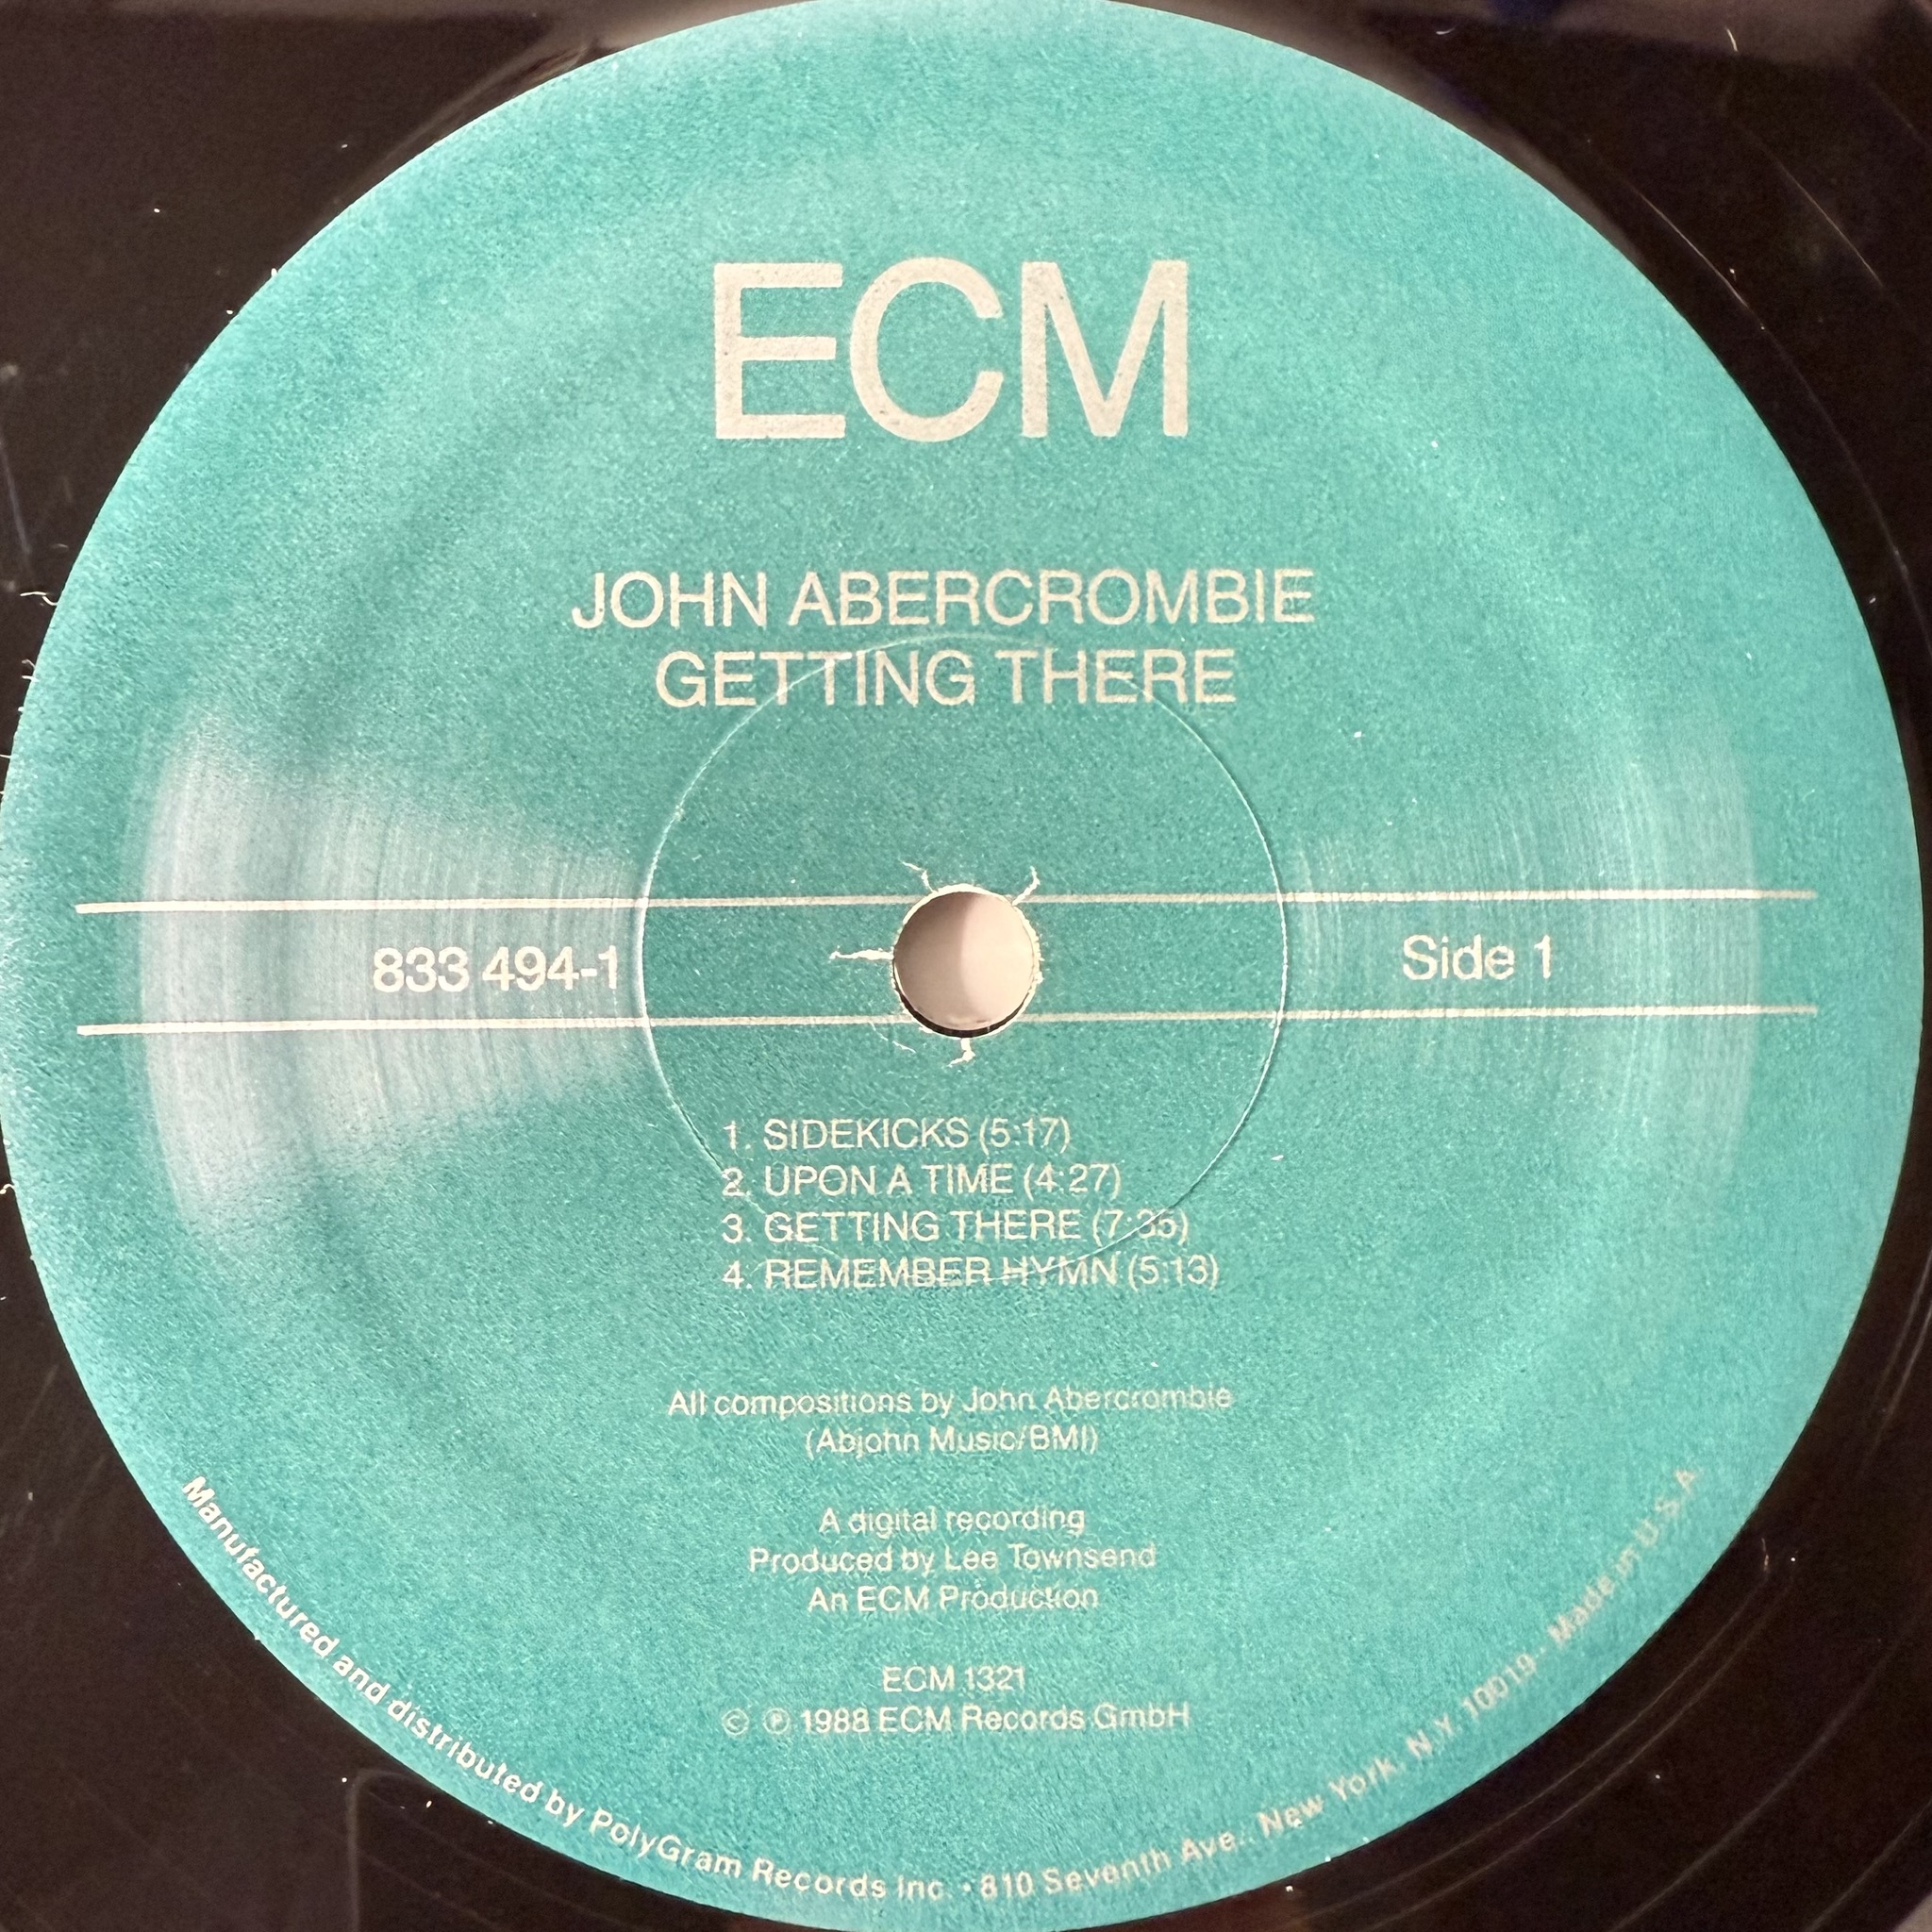 ECM
JOHN ABERCROMBIE
GETTING THERE
833 494-1
Side 1
1. SIDEKICKS (5:17)
2. UPON A TIME (4:27)
3. GETTING THERE (7:35)
4. REMEMBER HYMN (5:13)
All compositions by John Abercrombie
(Abjohn Music/BMI)
A digital recording
Produced by Lee Townsend
An ECM Production
ECM 1321
© ℗ 1988 ECM Records GmbH
Manufactured and distributed by PolyGram Records Inc. • 810 Seventh Ave., New York, N.Y. 10019 • Made in U.S.A.